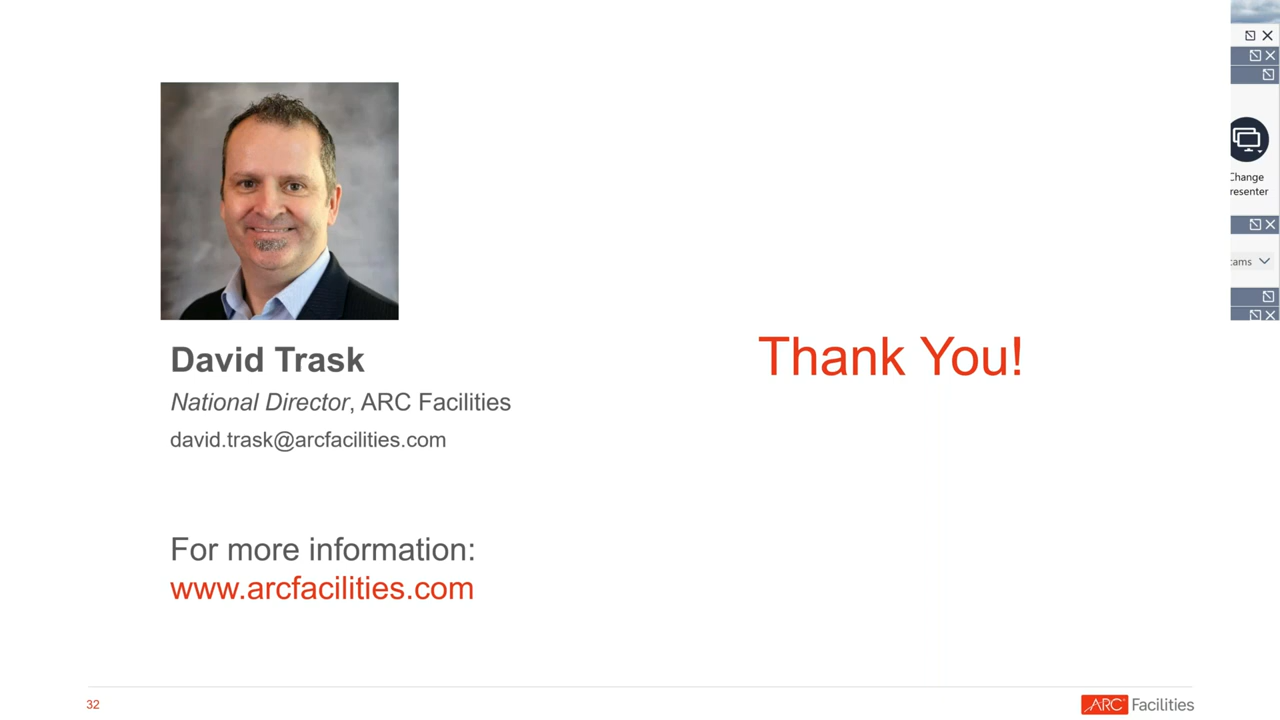 David Trask
National Director, ARC Facilities
david.trask@arcfacilities.com
For more information:
www.arcfacilities.com
Thank You!
Change
resenter
cams
32
ARC Facilities